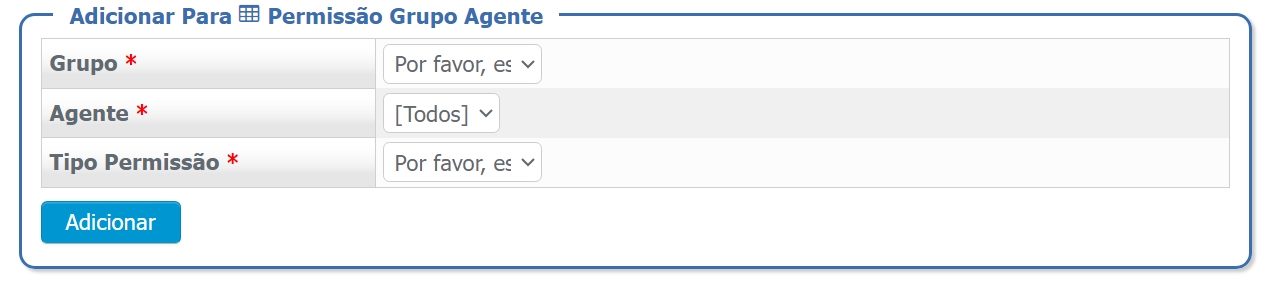 Adicionar Para Permissão Grupo Agente
Grupo * Por favor, es
Agente * [Todos]
Tipo Permissão * Por favor, es
Adicionar